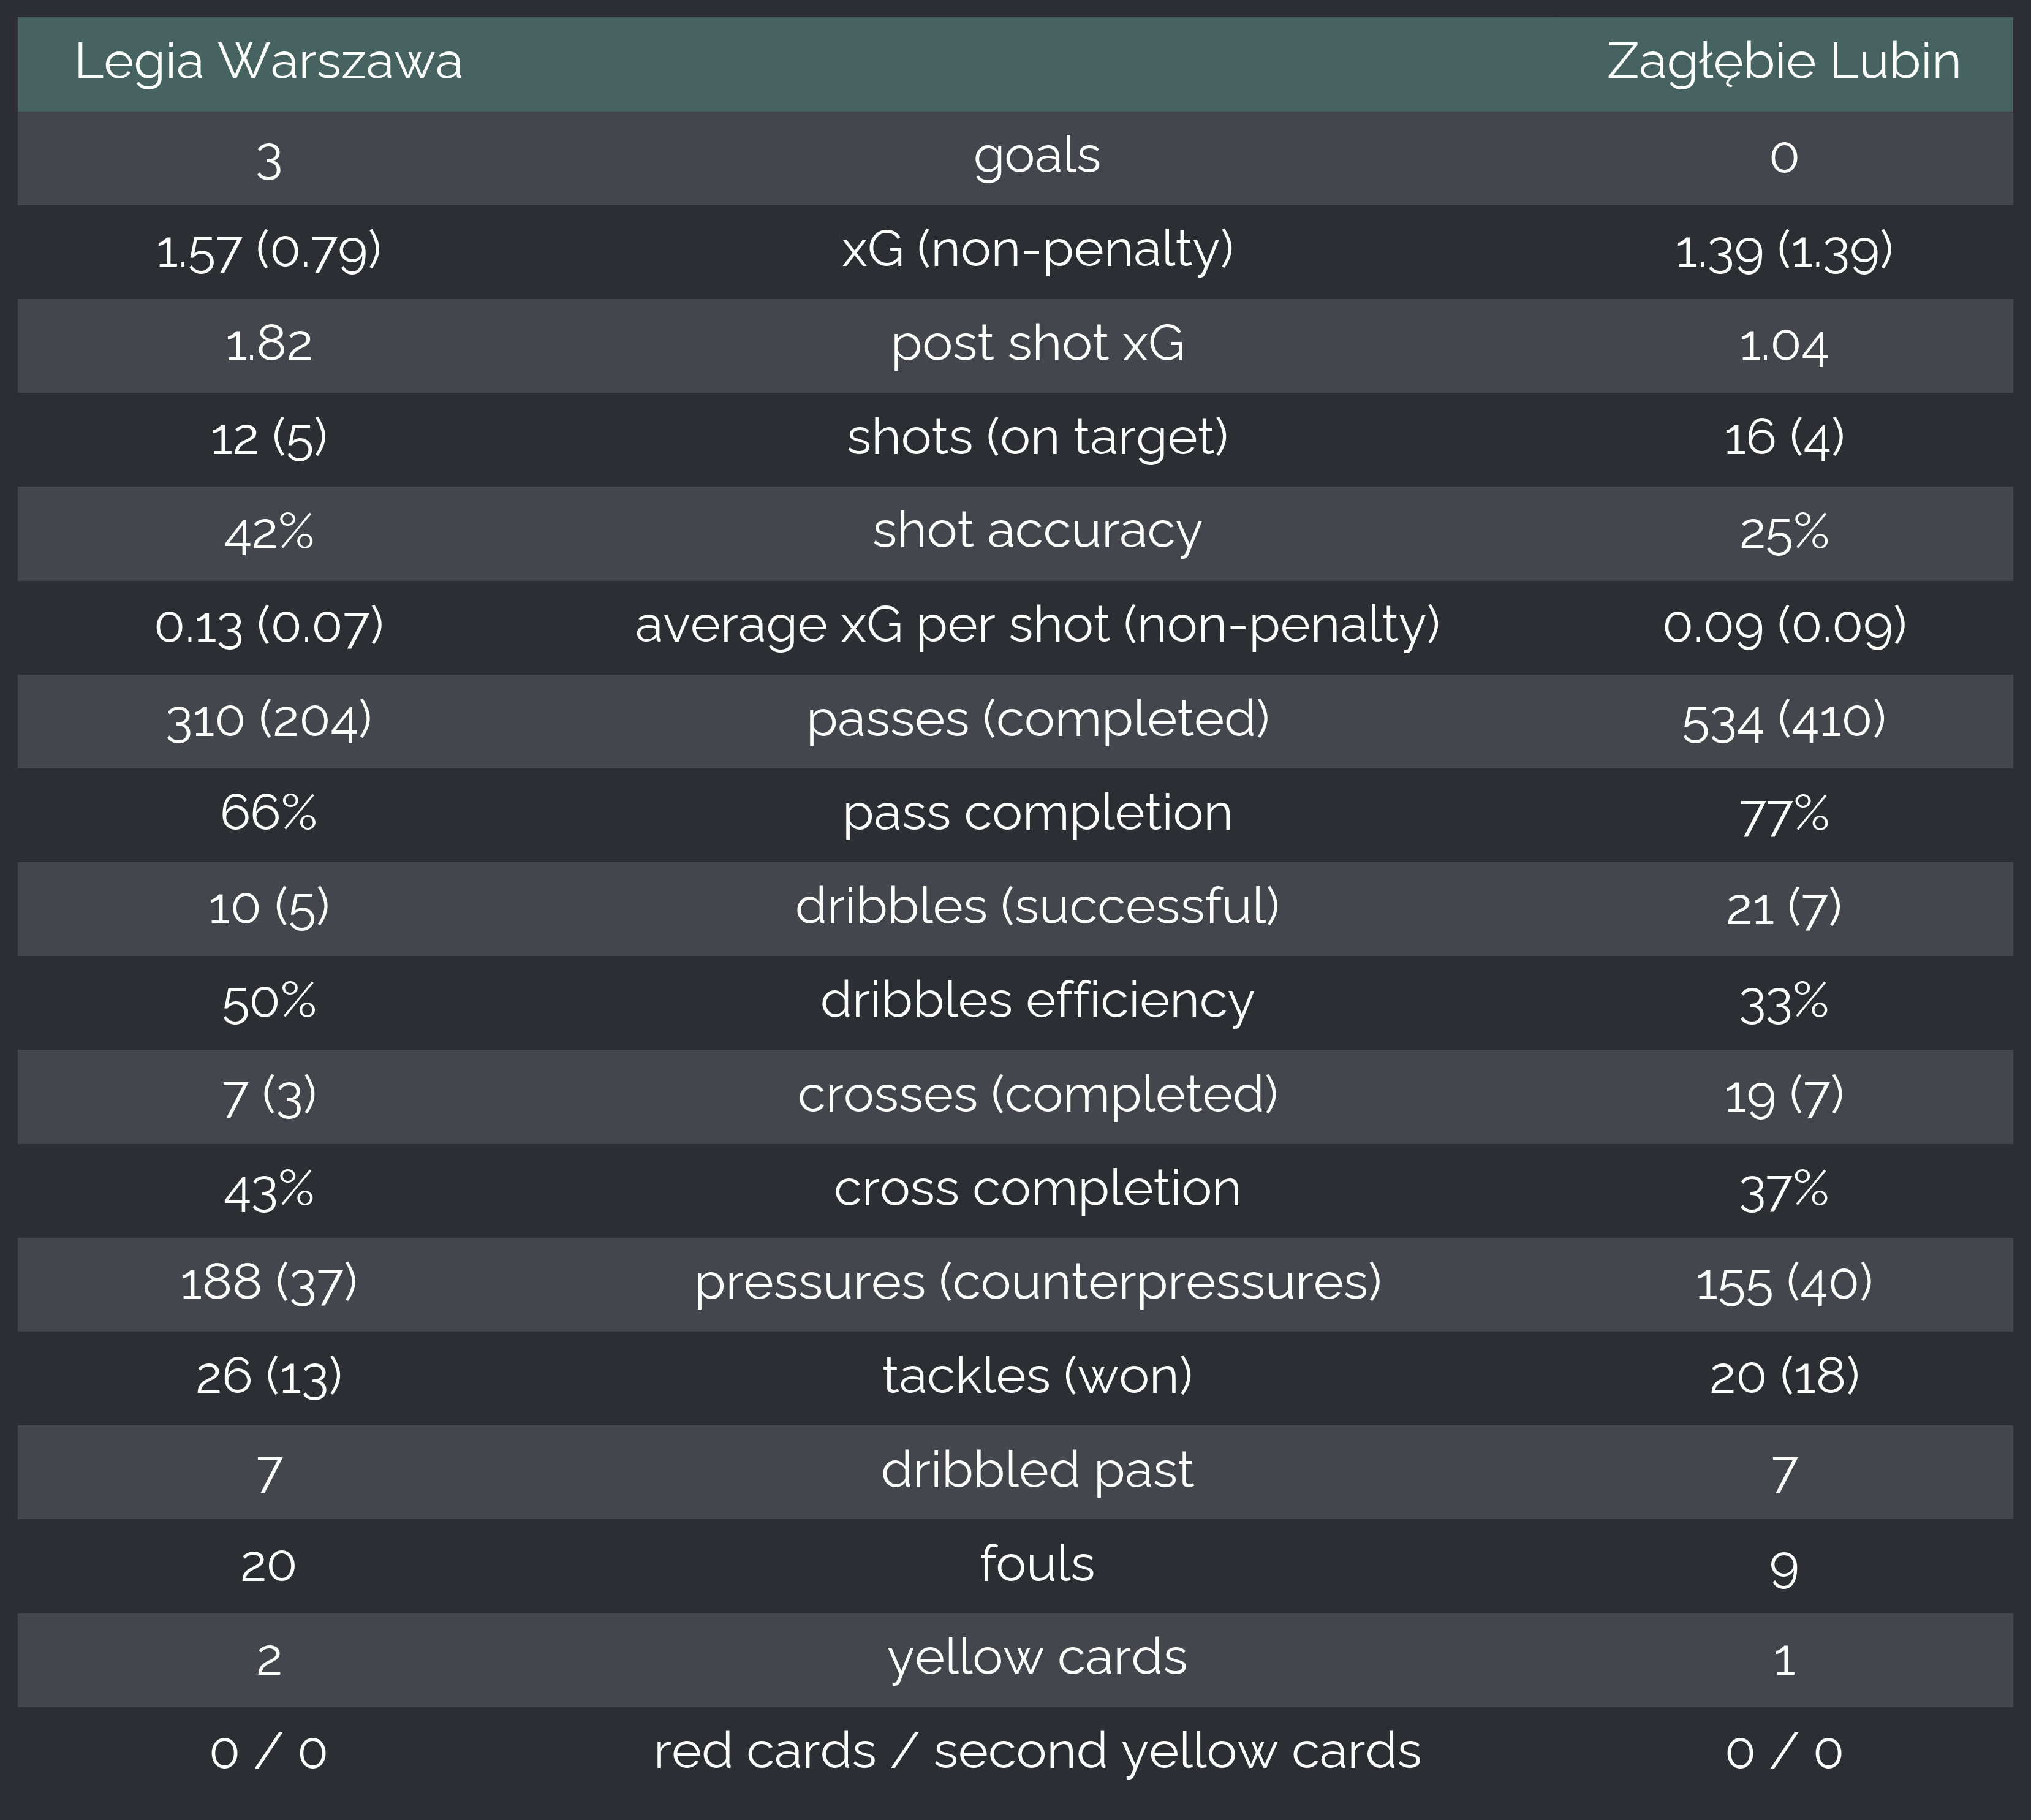 Legia Warszawa Zagłębie Lubin
3 goals 0
1.57 (0.79) xG (non-penalty) 1.39 (1.39)
1.82 post shot xG 1.04
12 (5) shots (on target) 16 (4)
42% shot accuracy 25%
0.13 (0.07) average xG per shot (non-penalty) 0.09 (0.09)
310 (204) passes (completed) 534 (410)
66% pass completion 77%
10 (5) dribbles (successful) 21 (7)
50% dribbles efficiency 33%
7 (3) crosses (completed) 19 (7)
43% cross completion 37%
188 (37) pressures (counterpressures) 155 (40)
26 (13) tackles (won) 20 (18)
7 dribbled past 7
20 fouls 9
2 yellow cards 1
0 / 0 red cards / second yellow cards 0 / 0